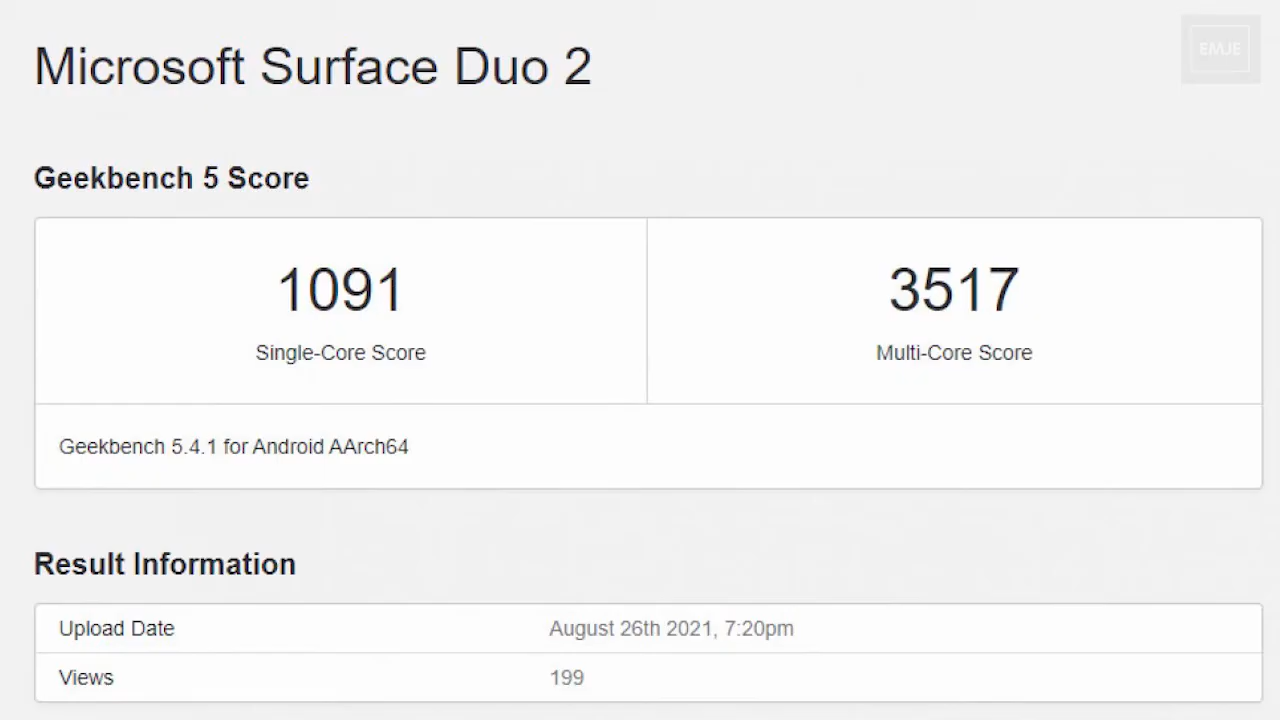 Microsoft Surface Duo 2
EMJE
Geekbench 5 Score
1091
Single-Core Score
3517
Multi-Core Score
Geekbench 5.4.1 for Android AArch64
Result Information
Upload Date August 26th 2021, 7:20pm
Views 199